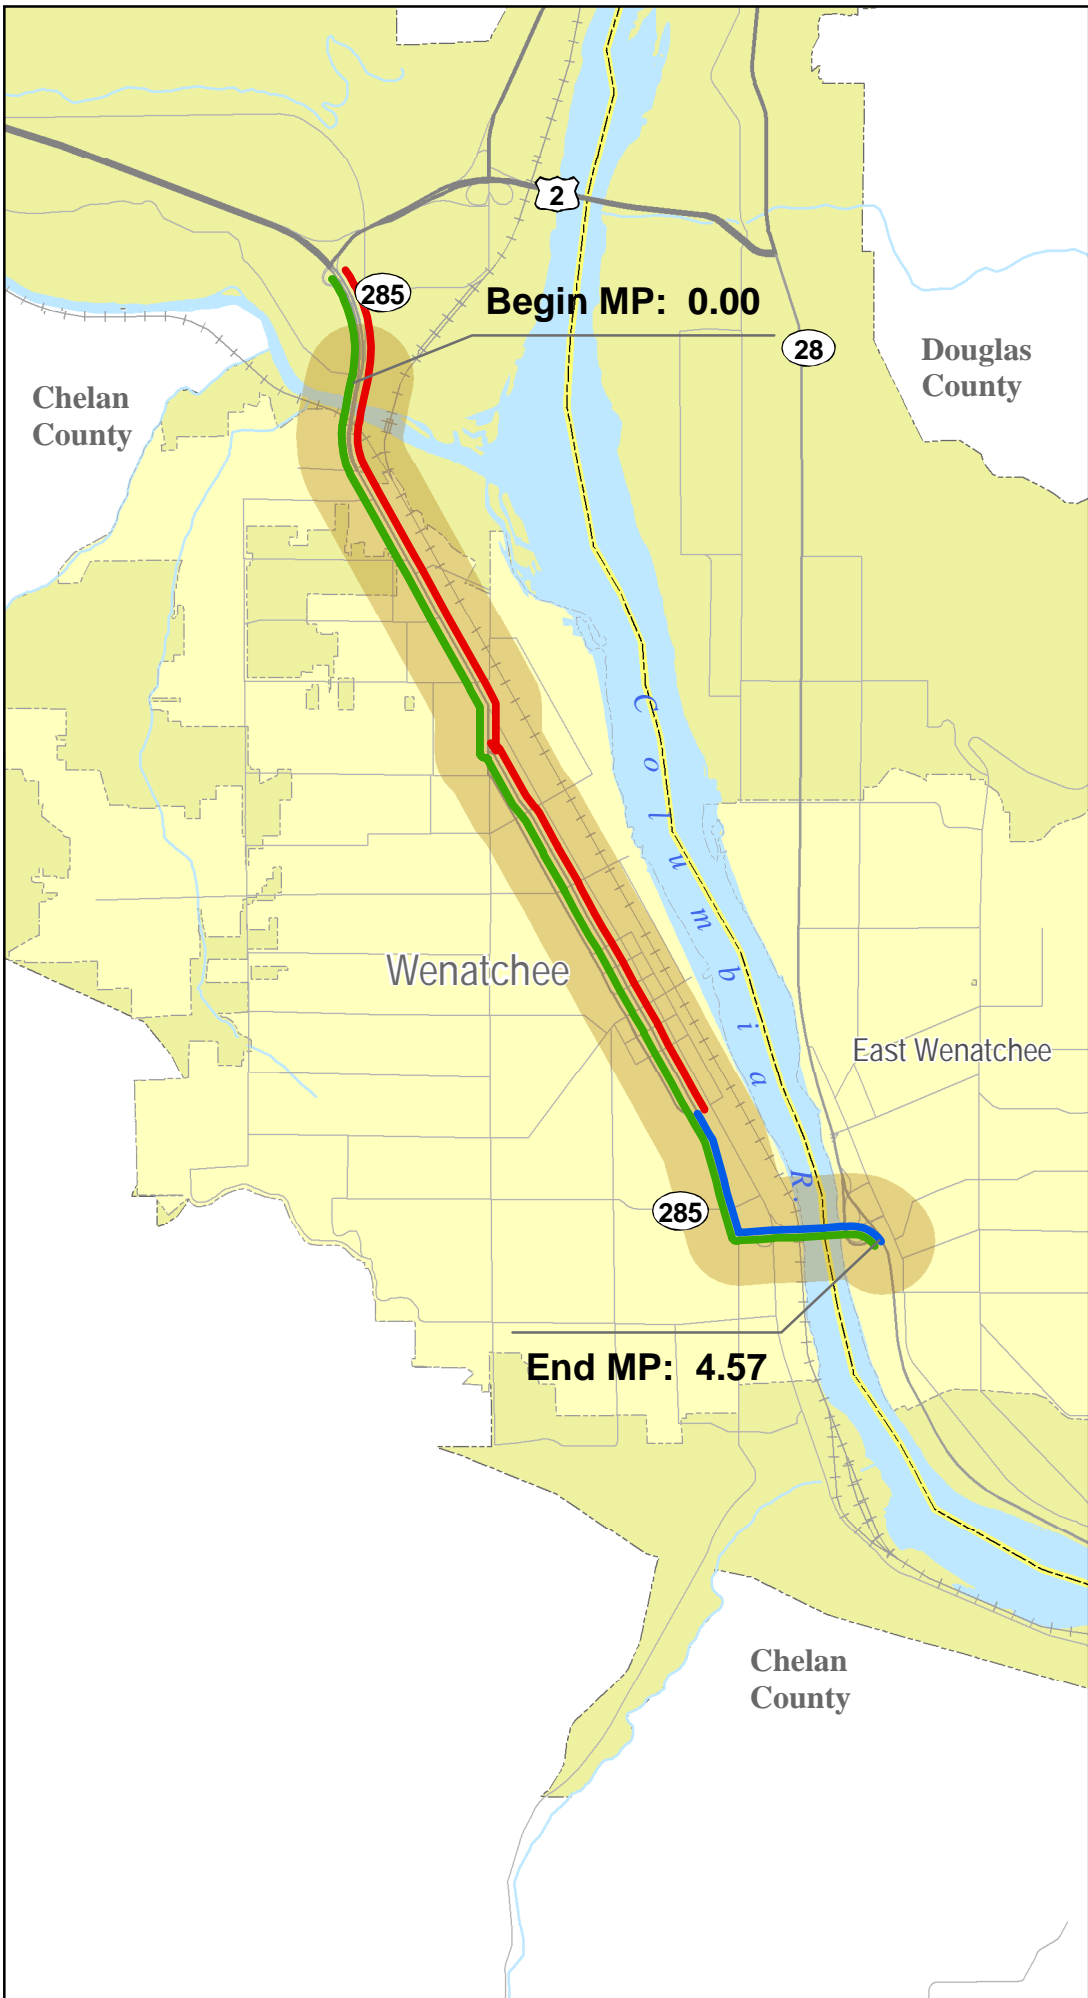 2
285
Begin MP: 0.00
28
Douglas
County
Chelan
County
Wenatchee
Columbia R.
East Wenatchee
285
End MP: 4.57
Chelan
County